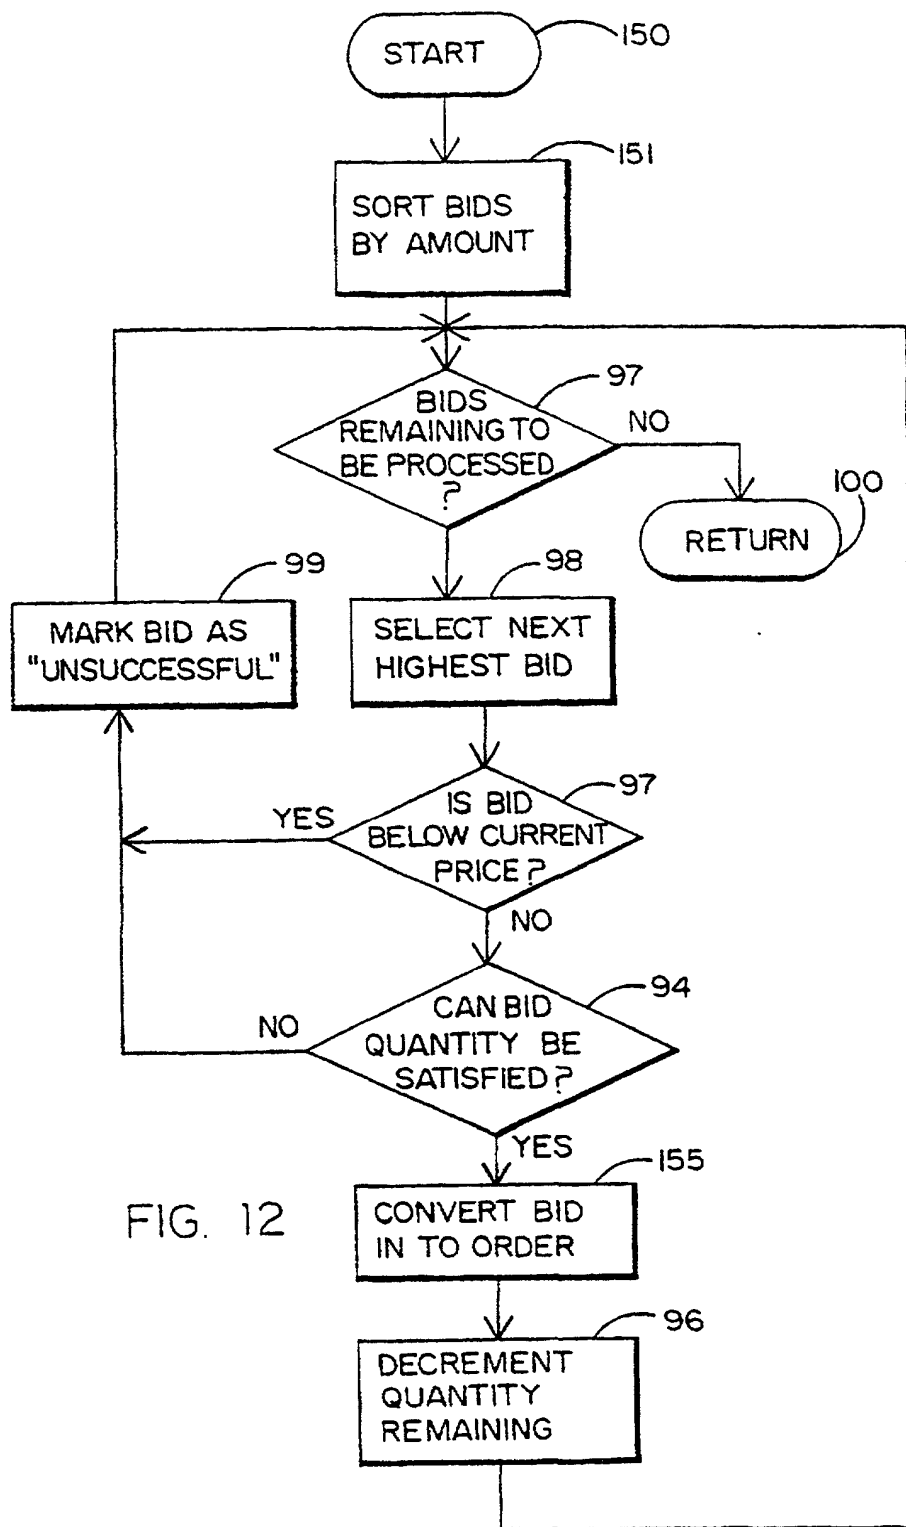 START
150
151
SORT BIDS
BY AMOUNT
97
BIDS
REMAINING TO
BE PROCESSED
?
NO
100
RETURN
99
MARK BID AS
"UNSUCCESSFUL"
98
SELECT NEXT
HIGHEST BID
97
YES
IS BID
BELOW CURRENT
PRICE?
NO
94
NO
CAN BID
QUANTITY BE
SATISFIED?
YES
155
CONVERT BID
IN TO ORDER
FIG. 12
96
DECREMENT
QUANTITY
REMAINING